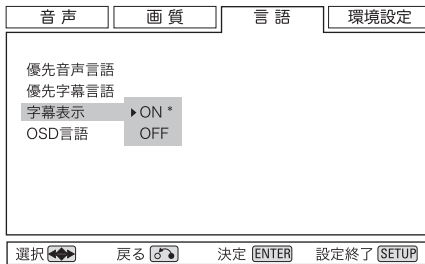 音声 画質 言語 環境設定
優先音声言語
優先字幕言語
字幕表示 ▶ON *
OSD言語 OFF
選択 戻る 決定 ENTER 設定終了 SETUP